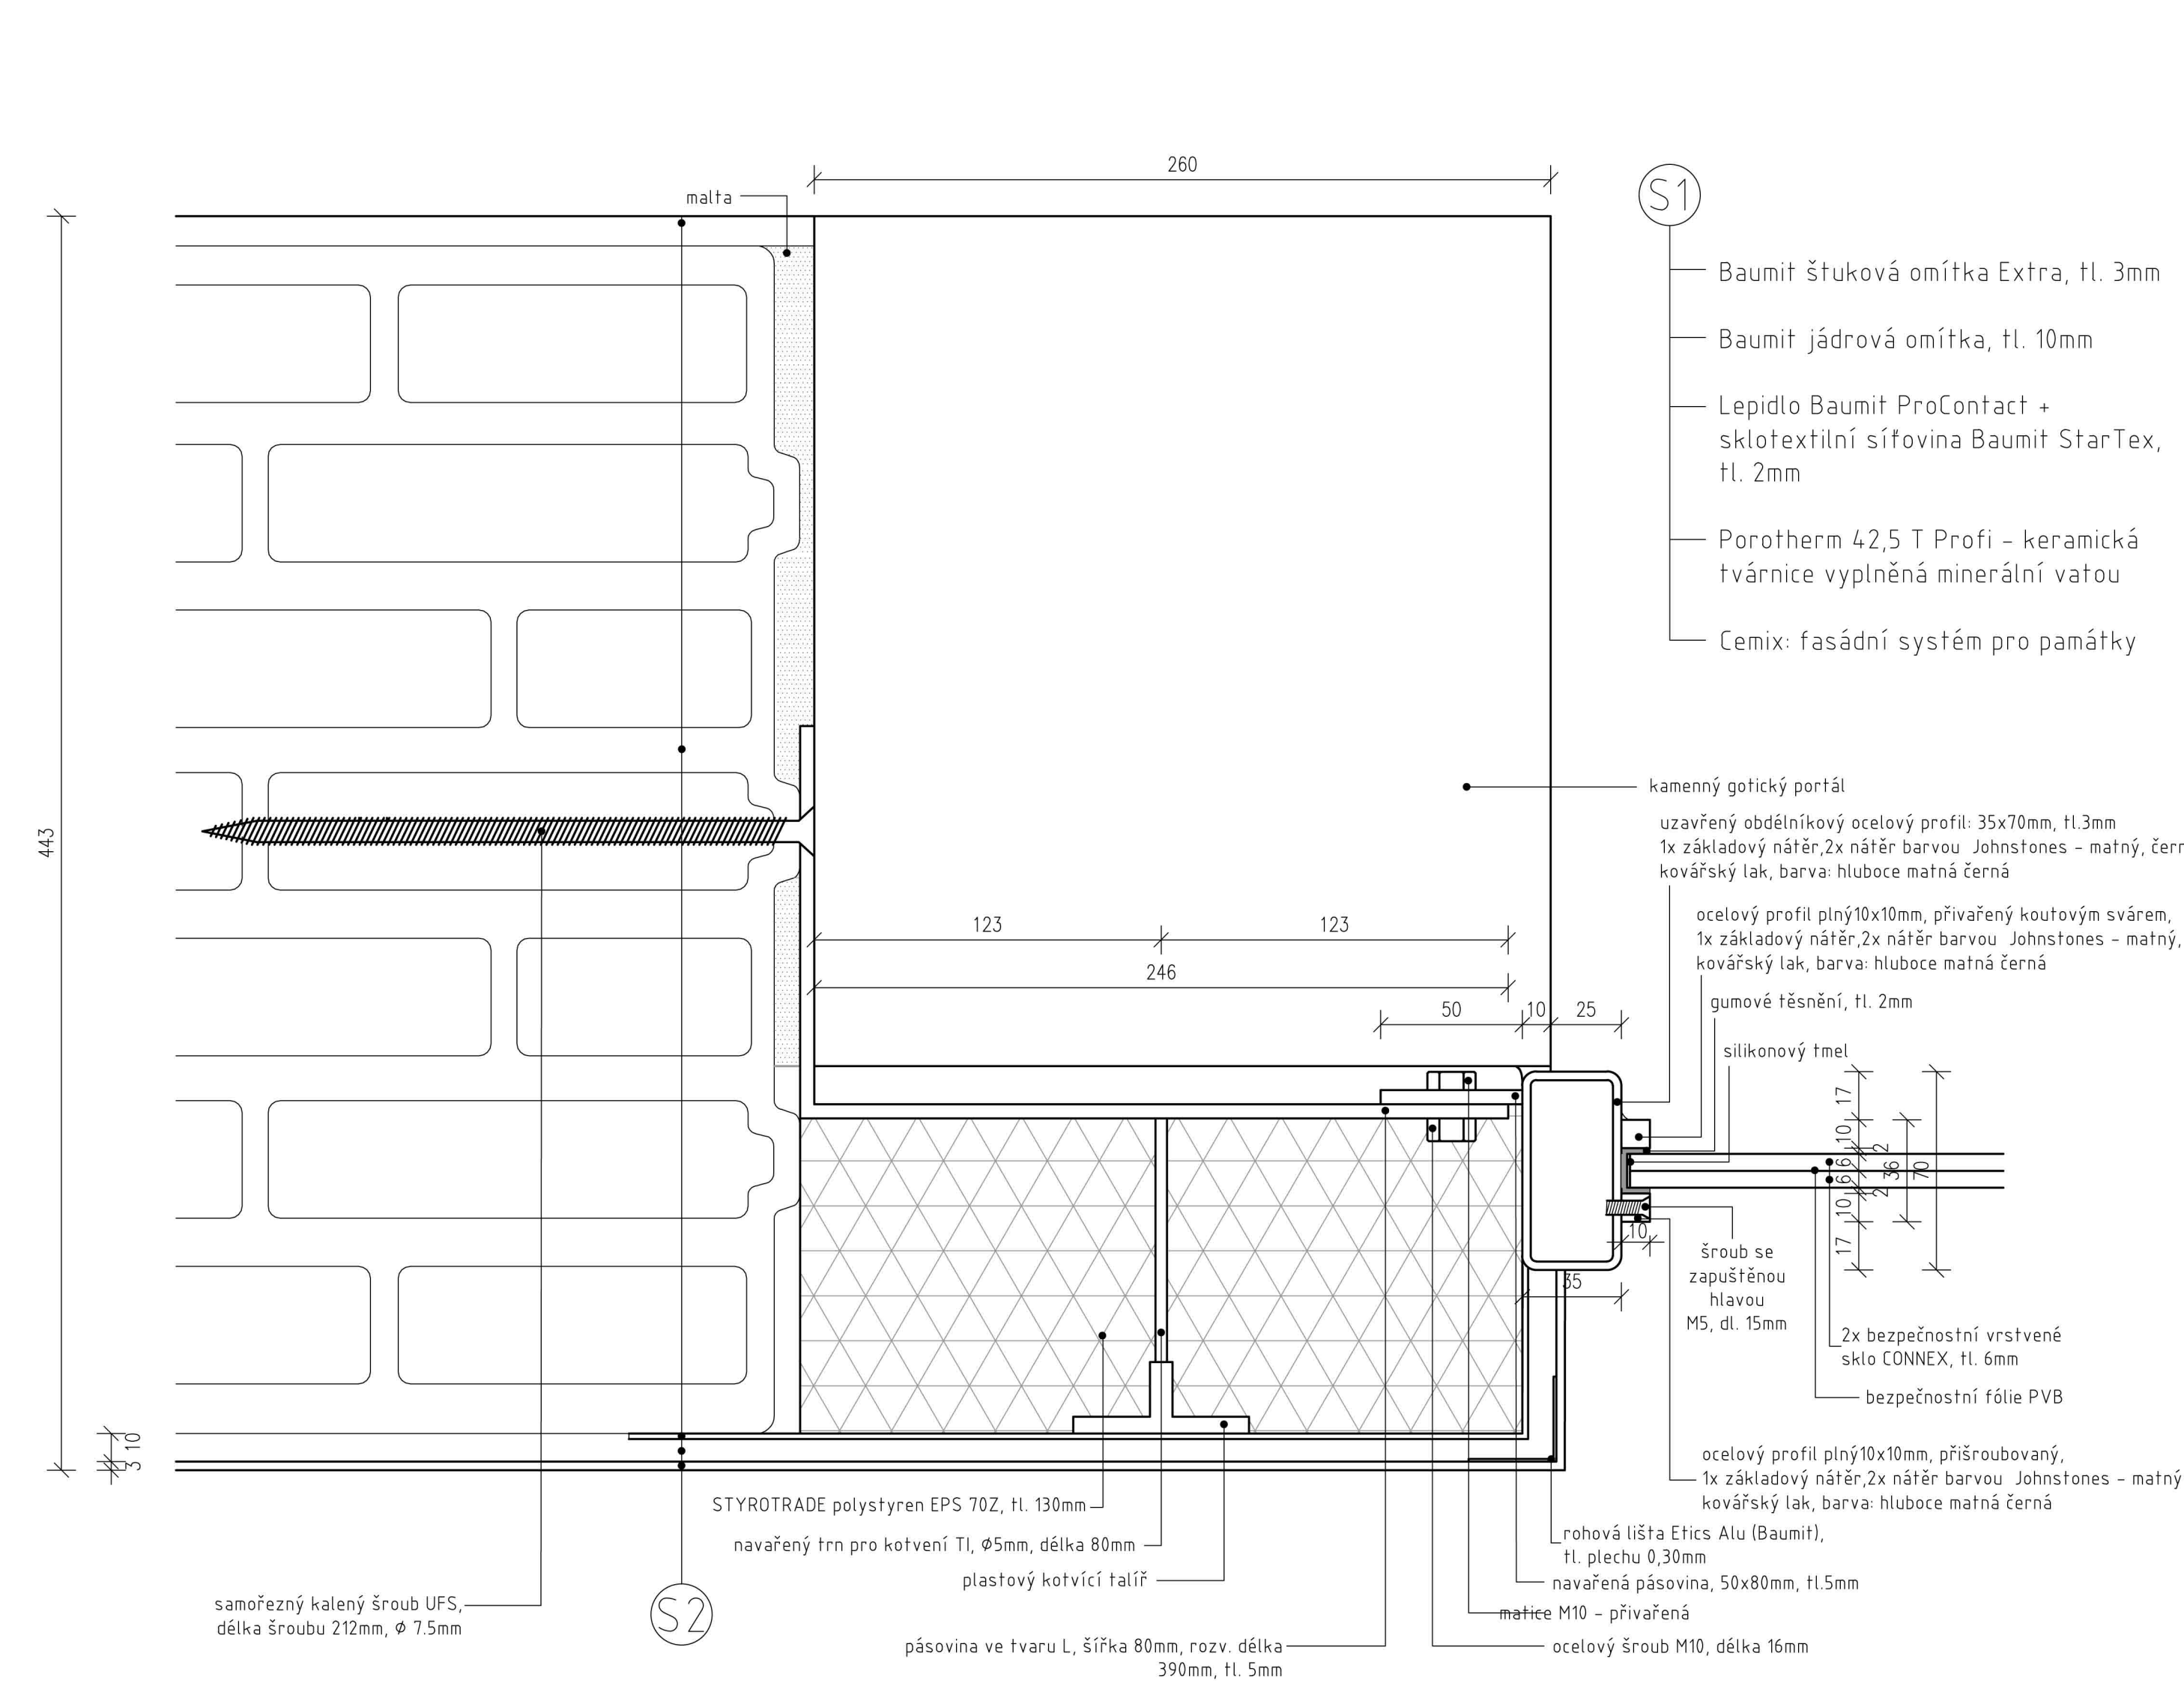 260
malta
S1
Baumit štuková omítka Extra, tl. 3mm
Baumit jádrová omítka, tl. 10mm
Lepidlo Baumit ProContact +
sklotextilní síťovina Baumit StarTex,
tl. 2mm
Porotherm 42,5 T Profi – keramická
tvárnice vyplněná minerální vatou
Cemix: fasádní systém pro památky
443
kamenný gotický portál
uzavřený obdélníkový ocelový profil: 35x70mm, tl.3mm
1x základový nátěr,2x nátěr barvou Johnstones – matný, čern
kovářský lak, barva: hluboce matná černá
ocelový profil plný10x10mm, přivařený koutovým svárem,
1x základový nátěr,2x nátěr barvou Johnstones – matný,
kovářský lak, barva: hluboce matná černá
123
123
246
50
10
25
gumové těsnění, tl. 2mm
silikonový tmel
17
10
2
6
6
2
10
17
36
70
10
35
šroub se
zapuštěnou
hlavou
M5, dl. 15mm
2x bezpečnostní vrstvené
sklo CONNEX, tl. 6mm
bezpečnostní fólie PVB
10
3
ocelový profil plný10x10mm, přišroubovaný,
1x základový nátěr,2x nátěr barvou Johnstones – matný
kovářský lak, barva: hluboce matná černá
STYROTRADE polystyren EPS 70Z, tl. 130mm
navařený trn pro kotvení TI, Ø5mm, délka 80mm
plastový kotvící talíř
rohová lišta Etics Alu (Baumit),
tl. plechu 0,30mm
navařená pásovina, 50x80mm, tl.5mm
matice M10 – přivařená
ocelový šroub M10, délka 16mm
samořezný kalený šroub UFS,
délka šroubu 212mm, Ø 7.5mm
S2
pásovina ve tvaru L, šířka 80mm, rozv. délka
390mm, tl. 5mm